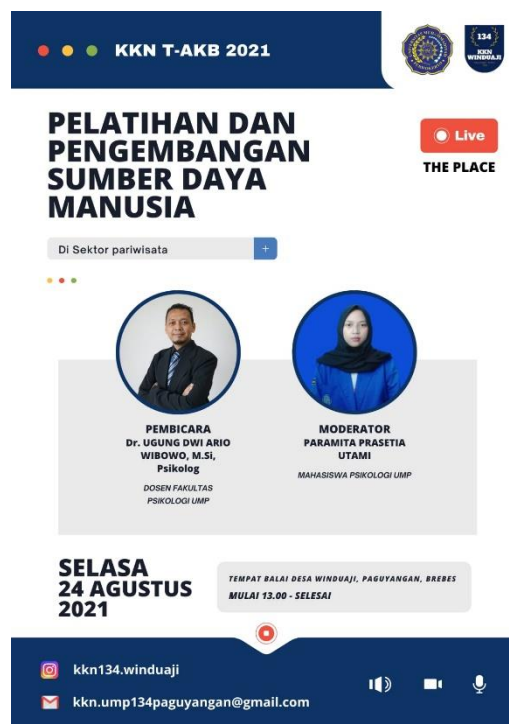 KKN T-AKB 2021
134
KKN
WINDUAJI
PELATIHAN DAN
PENGEMBANGAN
SUMBER DAYA
MANUSIA
Live
THE PLACE
Di Sektor pariwisata
+
PEMBICARA
Dr. UGUNG DWI ARIO
WIBOWO, M.Si,
Psikolog
DOSEN FAKULTAS
PSIKOLOGI UMP
MODERATOR
PARAMITA PRASETIA
UTAMI
MAHASISWA PSIKOLOGI UMP
SELASA
24 AGUSTUS
2021
TEMPAT BALAI DESA WINDUAJI, PAGUYANGAN, BREBES
MULAI 13.00 - SELESAI
kkn134.winduaji
kkn.ump134paguyangan@gmail.com